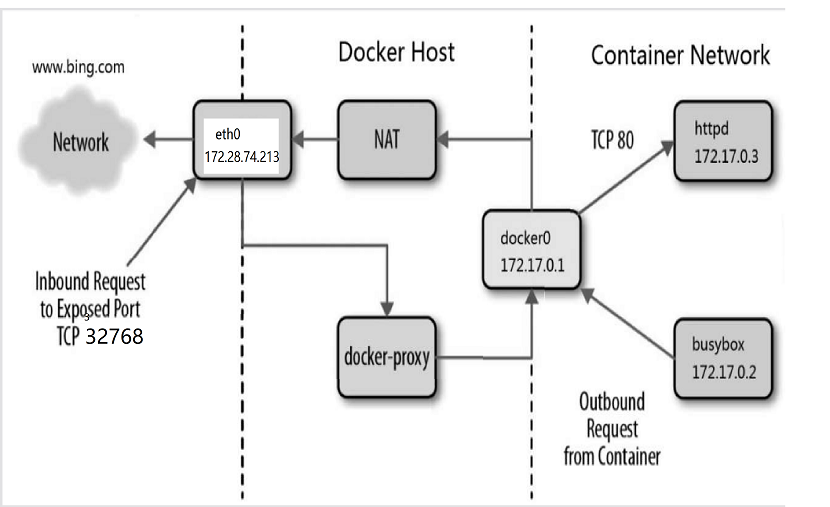 Docker Host
Container Network
www.bing.com
Network
eth0
172.28.74.213
NAT
TCP 80
httpd
172.17.0.3
docker0
172.17.0.1
Inbound Request
to Exposed Port
TCP 32768
docker-proxy
busybox
172.17.0.2
Outbound
Request
from Container